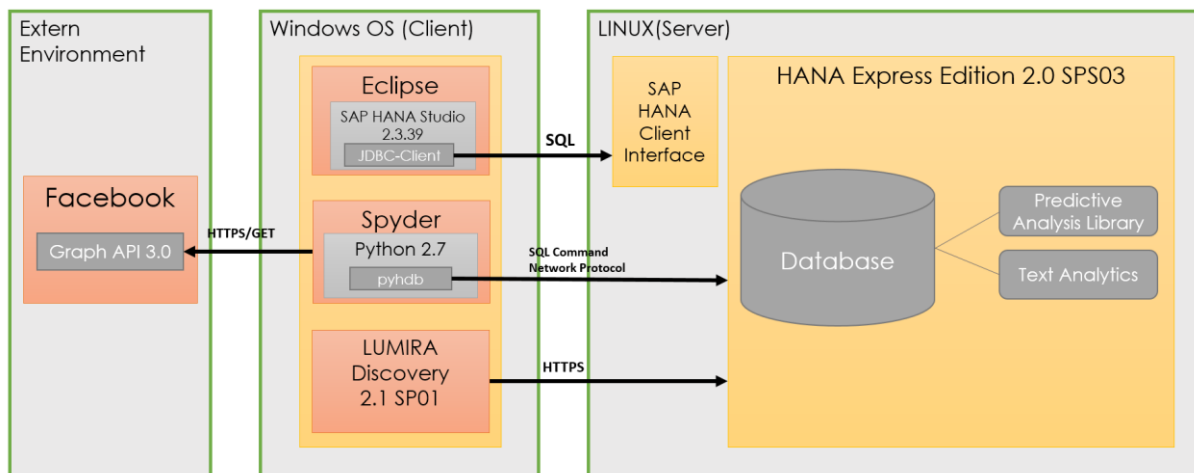 Extern
Environment
Facebook
Graph API 3.0
HTTPS/GET
Windows OS (Client)
Eclipse
SAP HANA Studio
2.3.39
JDBC-Client
SQL
Spyder
Python 2.7
pyhdb
SQL Command
Network Protocol
LUMIRA
Discovery
2.1 SP01
HTTPS
LINUX(Server)
SAP
HANA
Client
Interface
HANA Express Edition 2.0 SPS03
Database
Predictive
Analysis Library
Text Analytics